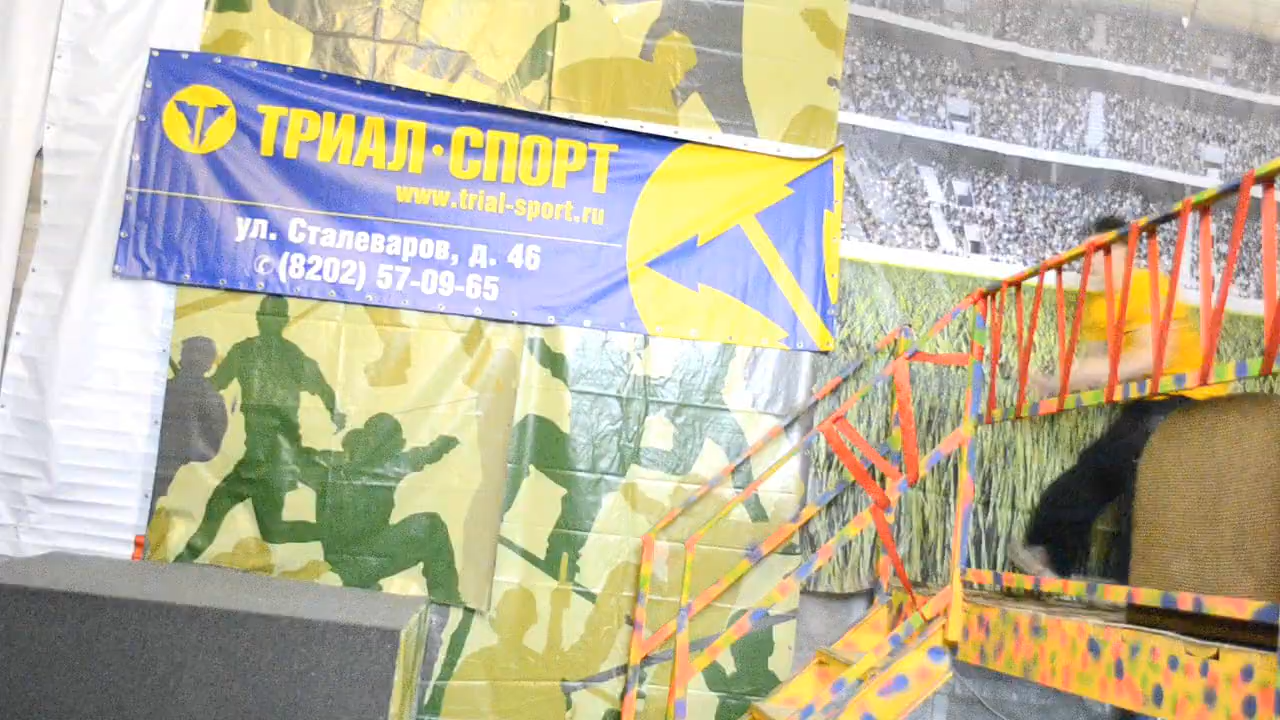 ТРИАЛ·СПОРТ
www.trial-sport.ru
ул. Сталеваров, д. 46
✆ (8202) 57-09-65